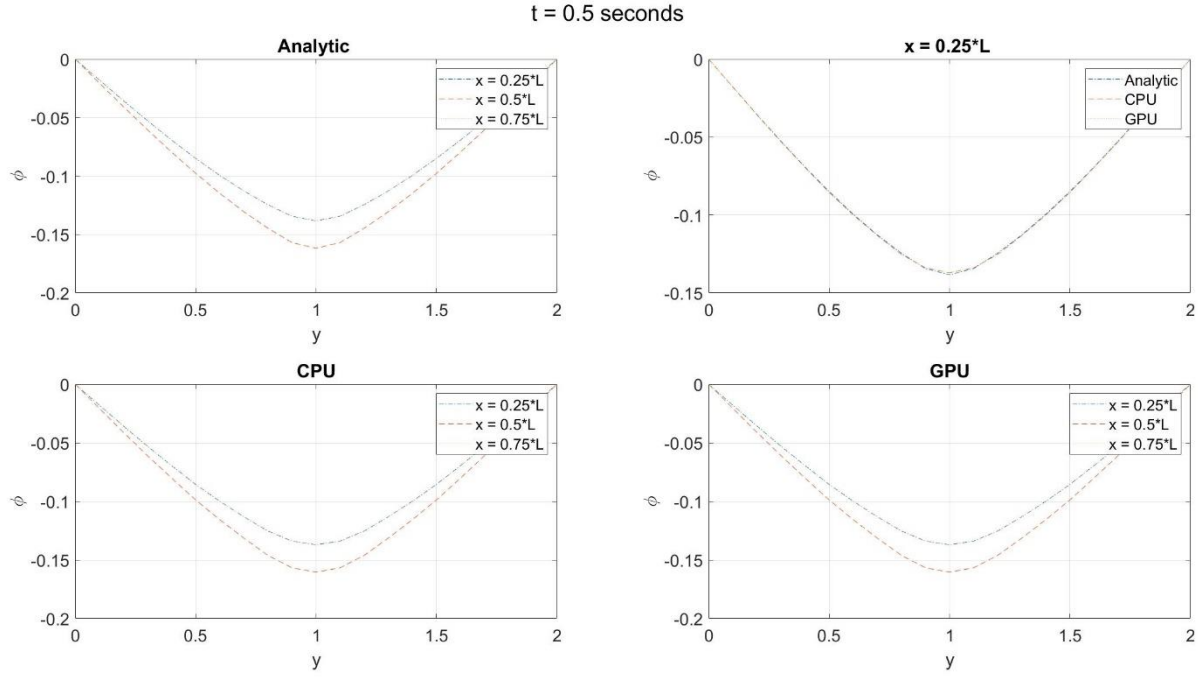 t = 0.5 seconds
Analytic
0
-0.05
-0.1
-0.15
-0.2
ϕ
0 0.5 1 1.5 2
y
x = 0.25*L
x = 0.5*L
x = 0.75*L
x = 0.25*L
0
-0.05
-0.1
-0.15
ϕ
0 0.5 1 1.5 2
y
Analytic
CPU
GPU
CPU
0
-0.05
-0.1
-0.15
-0.2
ϕ
0 0.5 1 1.5 2
y
x = 0.25*L
x = 0.5*L
x = 0.75*L
GPU
0
-0.05
-0.1
-0.15
-0.2
ϕ
0 0.5 1 1.5 2
y
x = 0.25*L
x = 0.5*L
x = 0.75*L